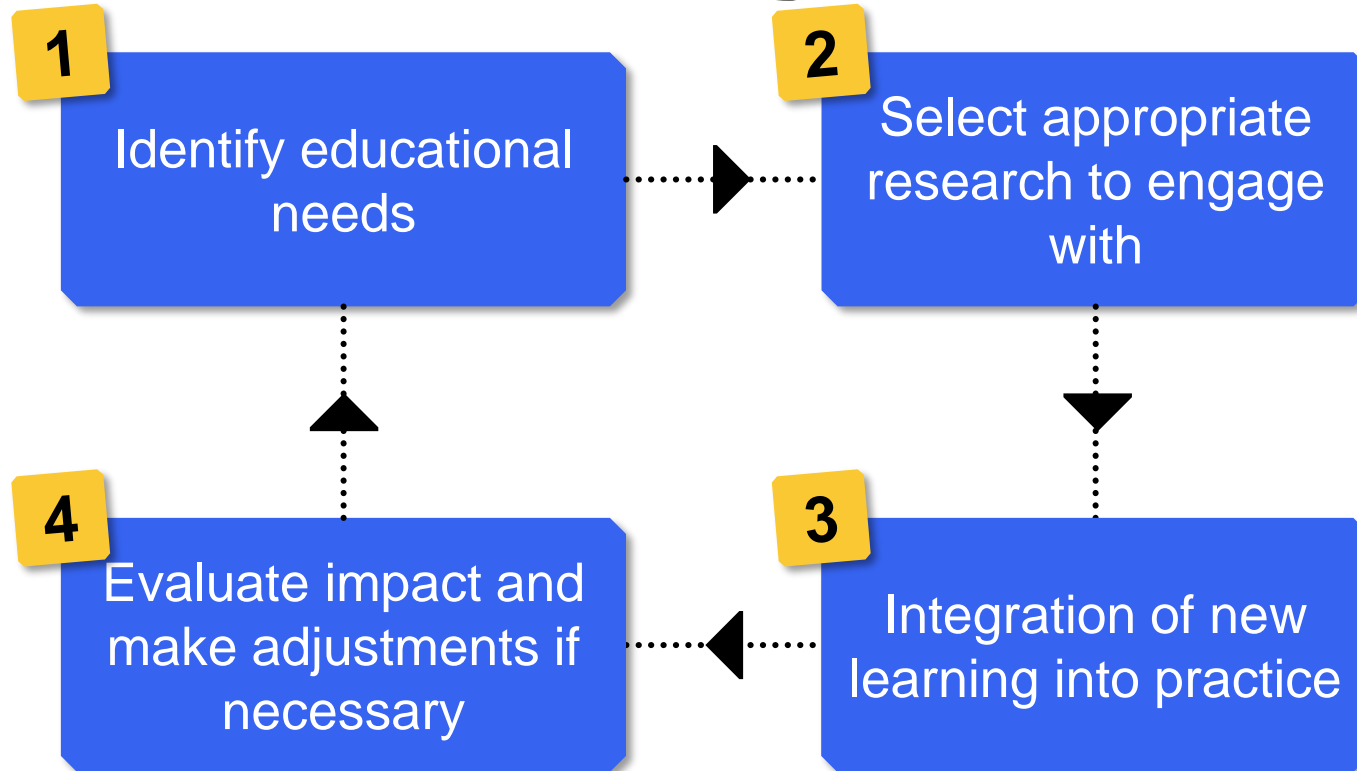 1
Identify educational
needs
2
Select appropriate
research to engage
with
3
Integration of new
learning into practice
4
Evaluate impact and
make adjustments if
necessary